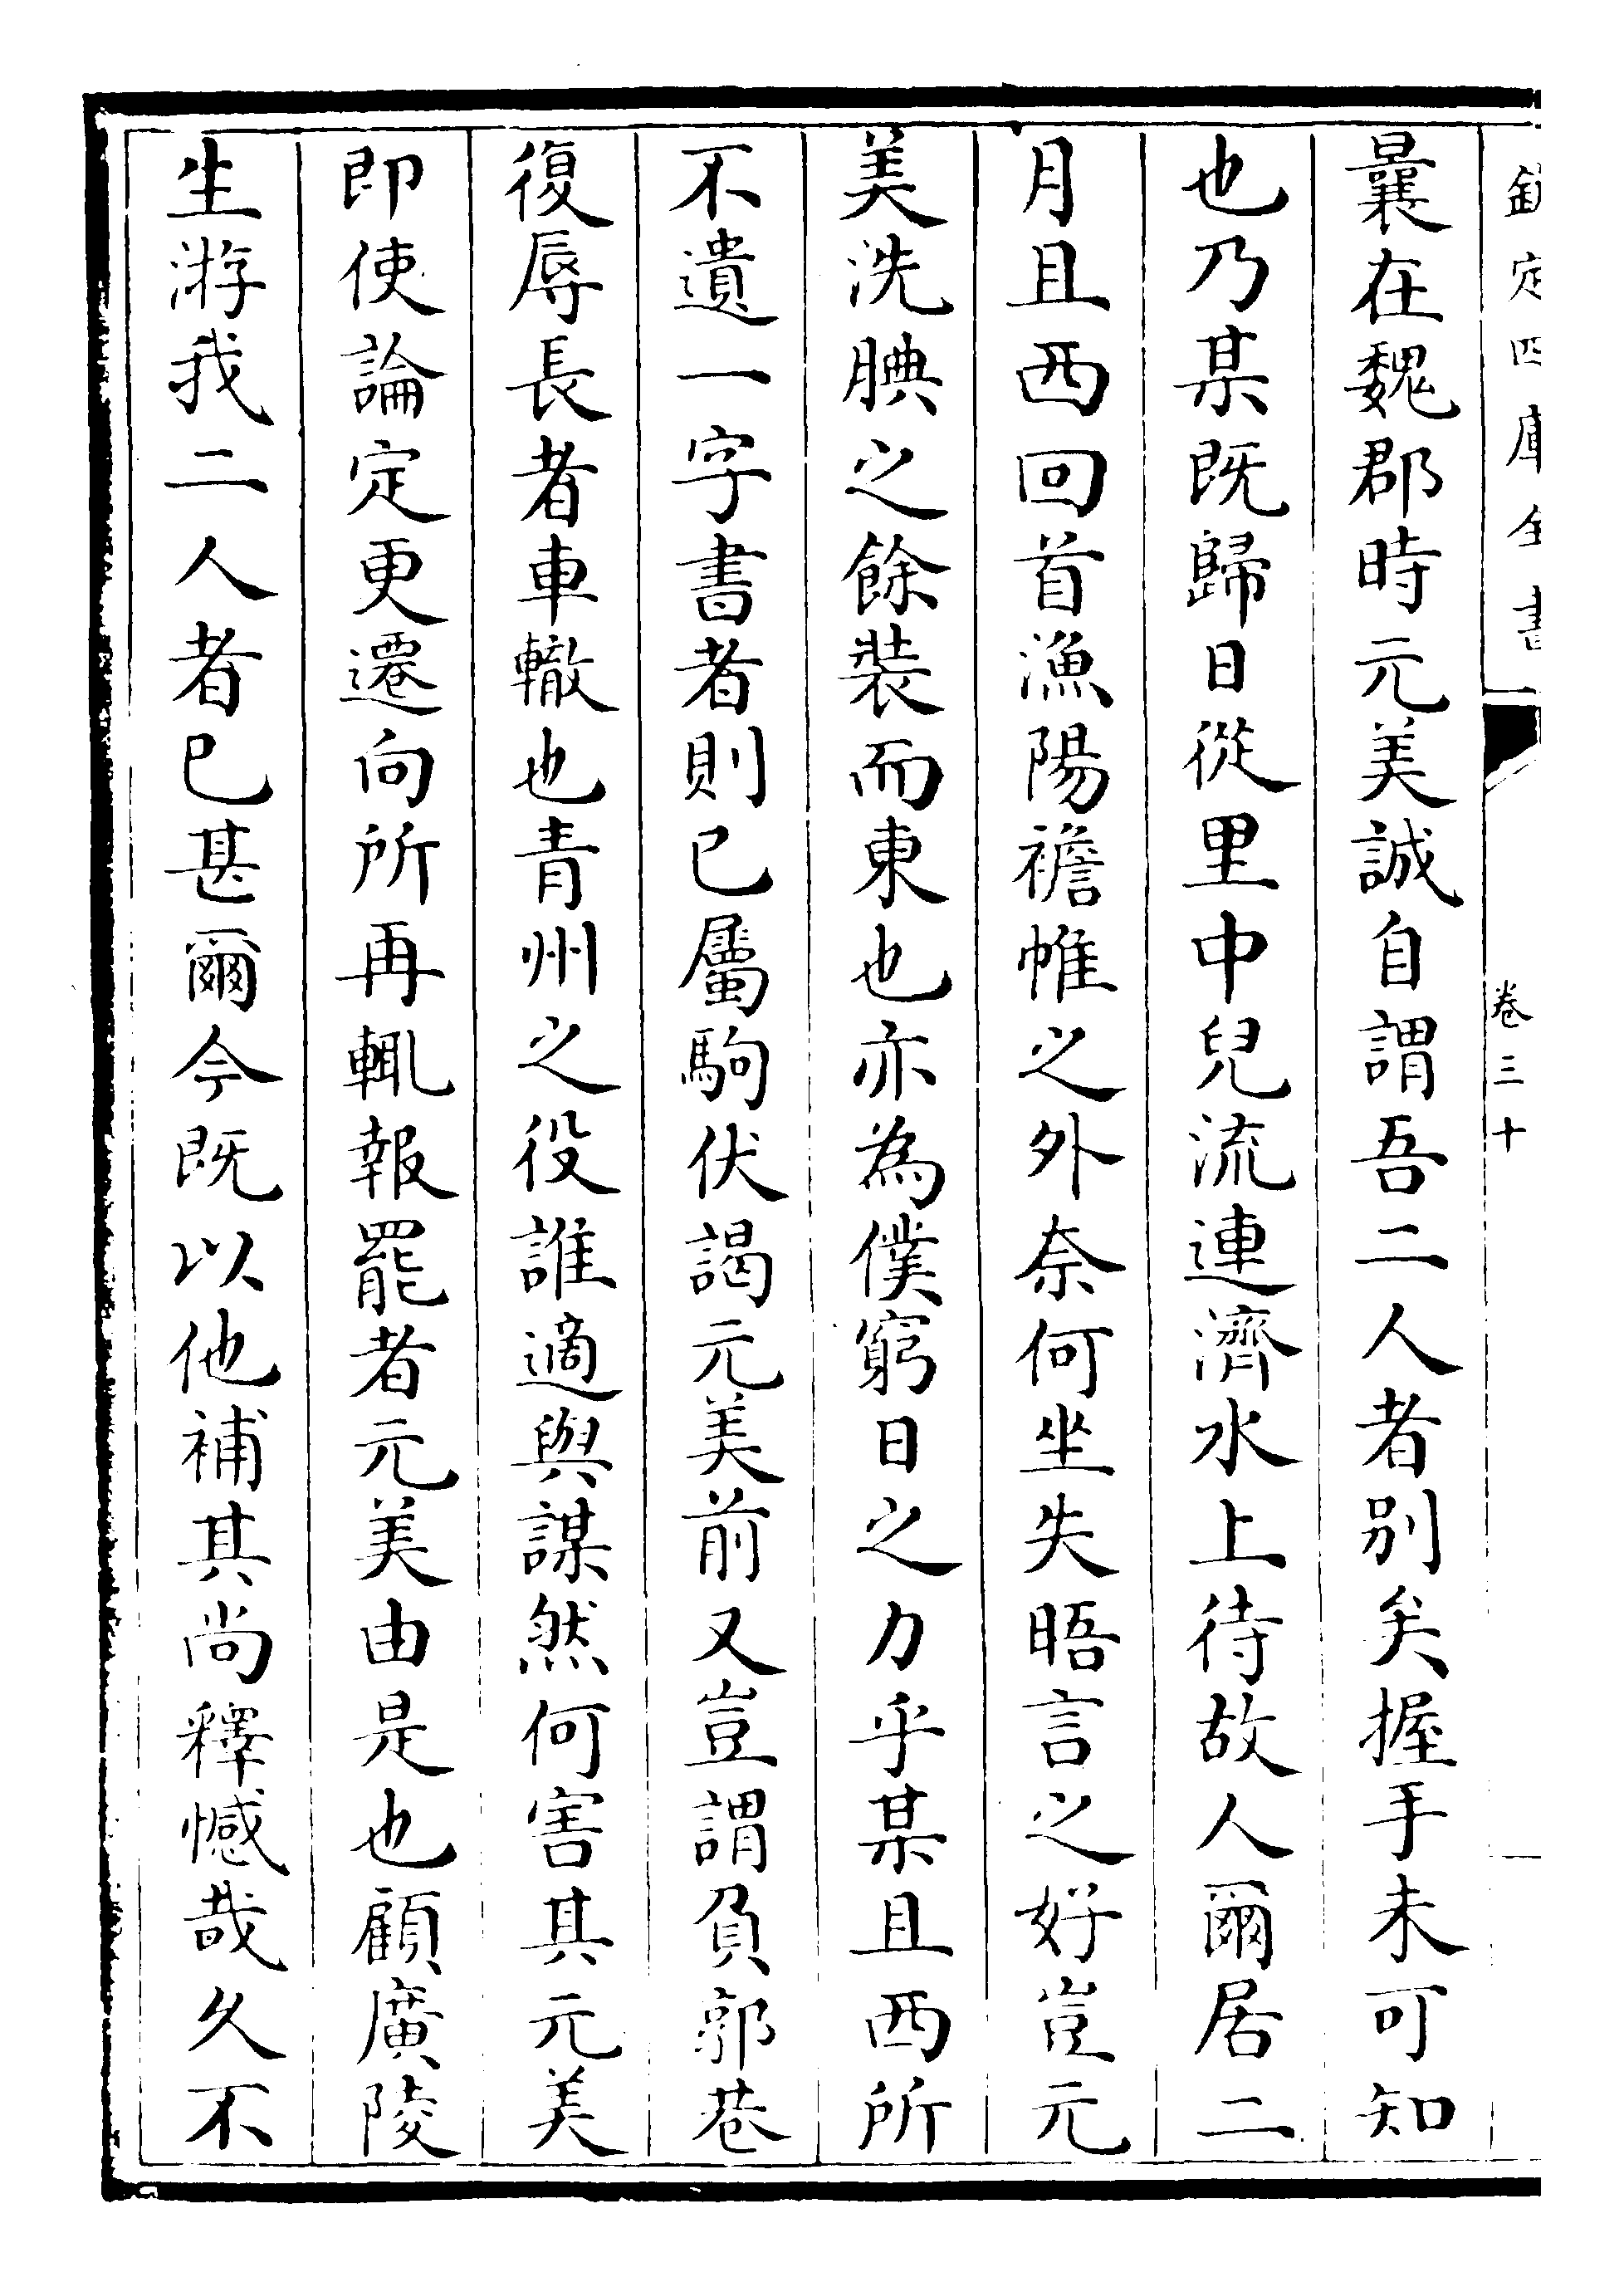 欽定四庫全書
卷三十
曩在魏郡時元美誠自謂吾二人者别矣握手未可知
也乃某既歸日從里中兒流連濟水上待故人爾居二
月且西回首漁陽襜帷之外奈何坐失晤言之好豈元
美洗腆之餘裝而東也亦為僕窮日之力乎某且西所
不遺一字書者則已屬駒伏謁元美前又豈謂負郭巷
復辱長者車轍也青州之役誰適與謀然何害其元美
即使論定更遷向所再輒報罷者元美由是也顧廣陵
生游我二人者已甚爾今既以他補其尚釋憾哉久不